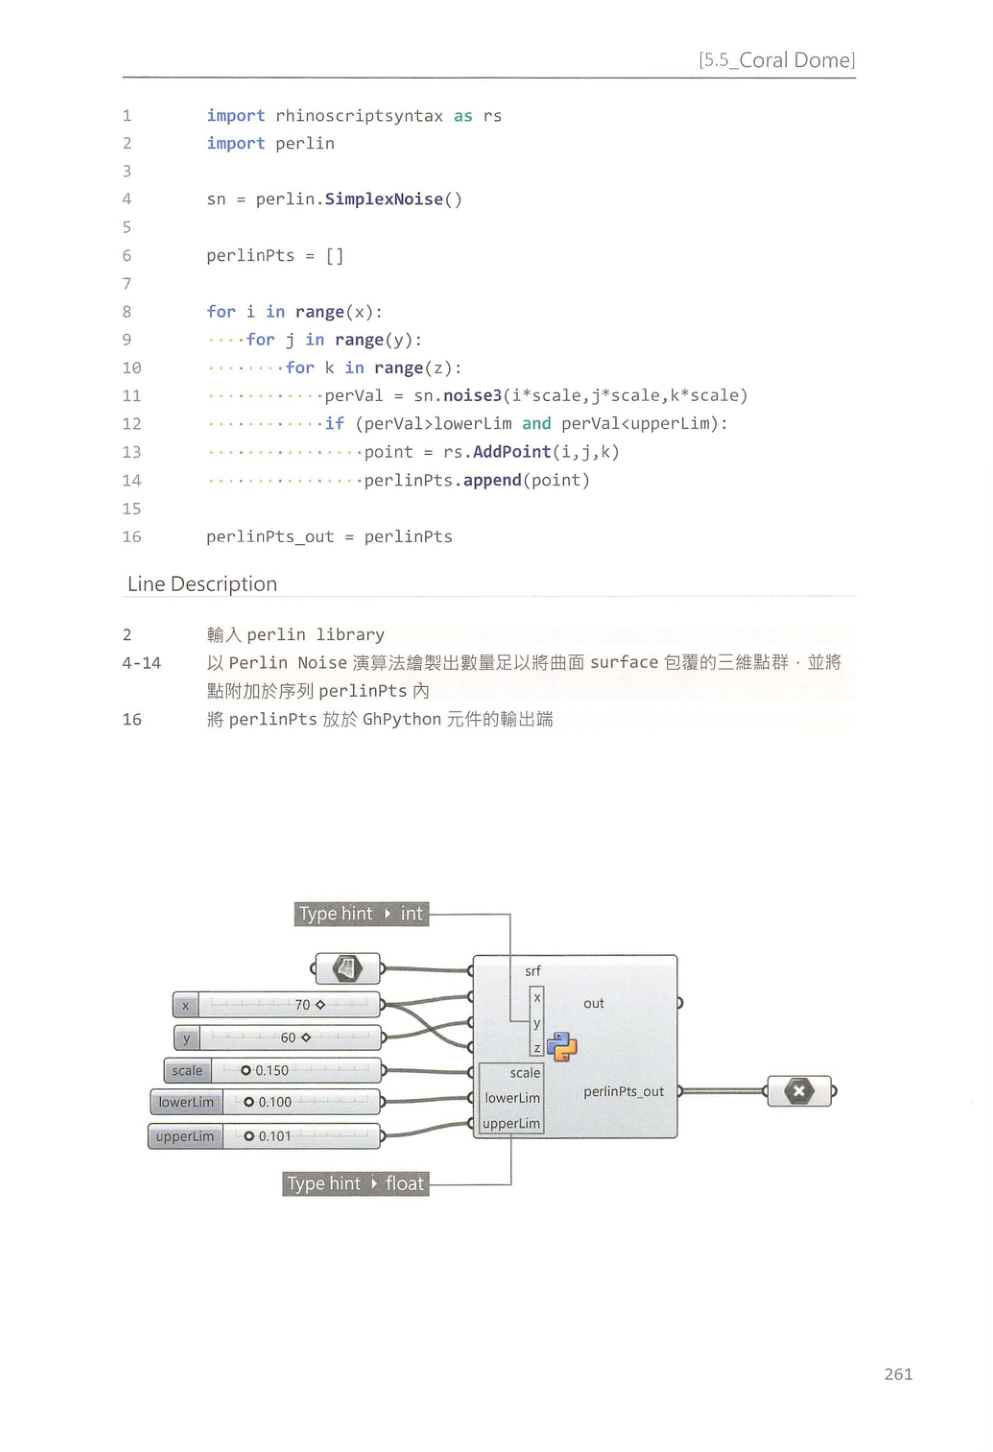 [5.5_Coral Dome]
1 import rhinoscriptsyntax as rs
2 import perlin
3
4 sn = perlin.SimplexNoise()
5
6 perlinPts = []
7
8 for i in range(x):
9 ····for j in range(y):
10 ········for k in range(z):
11 ············perVal = sn.noise3(i*scale,j*scale,k*scale)
12 ············if (perVal>lowerLim and perVal<upperLim):
13 ················point = rs.AddPoint(i,j,k)
14 ················perlinPts.append(point)
15
16 perlinPts_out = perlinPts
Line Description
2 輸入 perlin library
4-14 以 Perlin Noise 演算法繪製出數量足以將曲面 surface 包覆的三維點群，並將
點附加於序列 perlinPts 內
16 將 perlinPts 放於 GhPython 元件的輸出端
Type hint ▸ int
srf
x 70
x
out
y 60
y
z
scale 0.150
scale
lowerLim 0.100
lowerLim
perlinPts_out
upperLim 0.101
upperLim
Type hint ▸ float
261